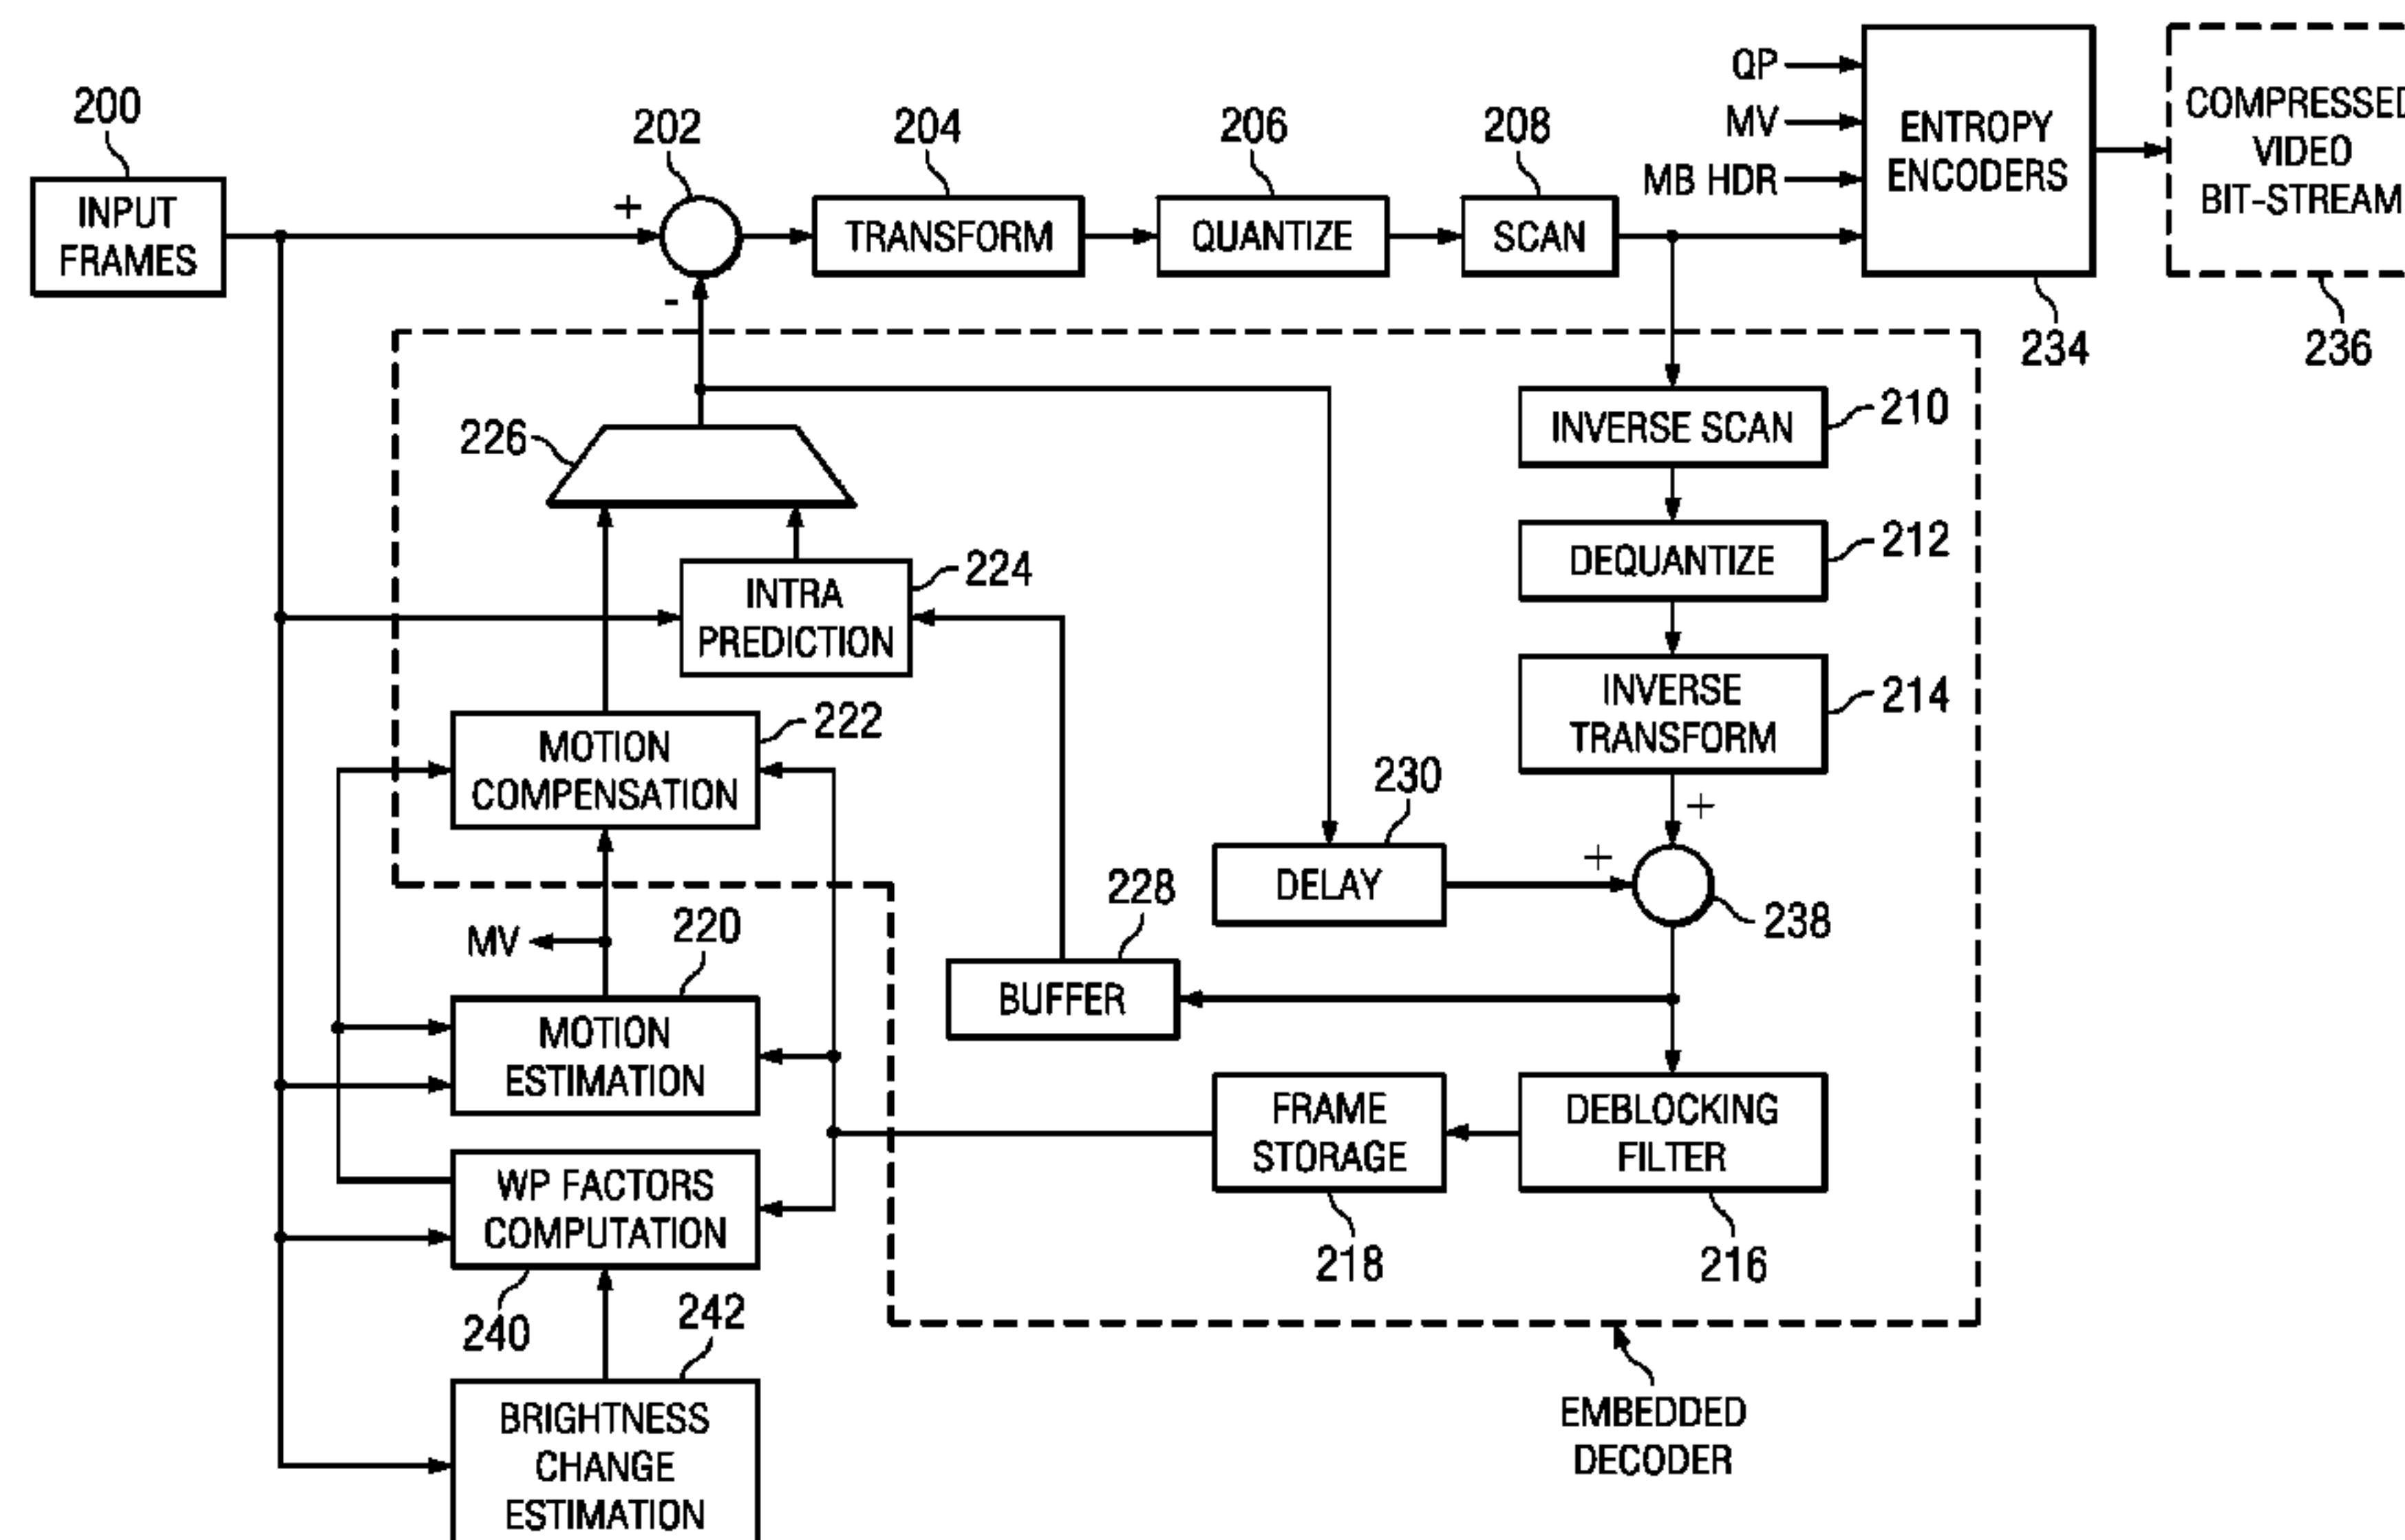 200
INPUT
FRAMES
+
202
-
204
TRANSFORM
206
QUANTIZE
208
SCAN
QP
MV
MB HDR
ENTROPY
ENCODERS
234
COMPRESSED
VIDEO
BIT-STREAM
236
226
INVERSE SCAN
210
DEQUANTIZE
212
INTRA
PREDICTION
224
INVERSE
TRANSFORM
214
MOTION
COMPENSATION
222
+
230
DELAY
+
238
228
BUFFER
MV
220
MOTION
ESTIMATION
FRAME
STORAGE
218
DEBLOCKING
FILTER
216
WP FACTORS
COMPUTATION
240
242
BRIGHTNESS
CHANGE
ESTIMATION
EMBEDDED
DECODER